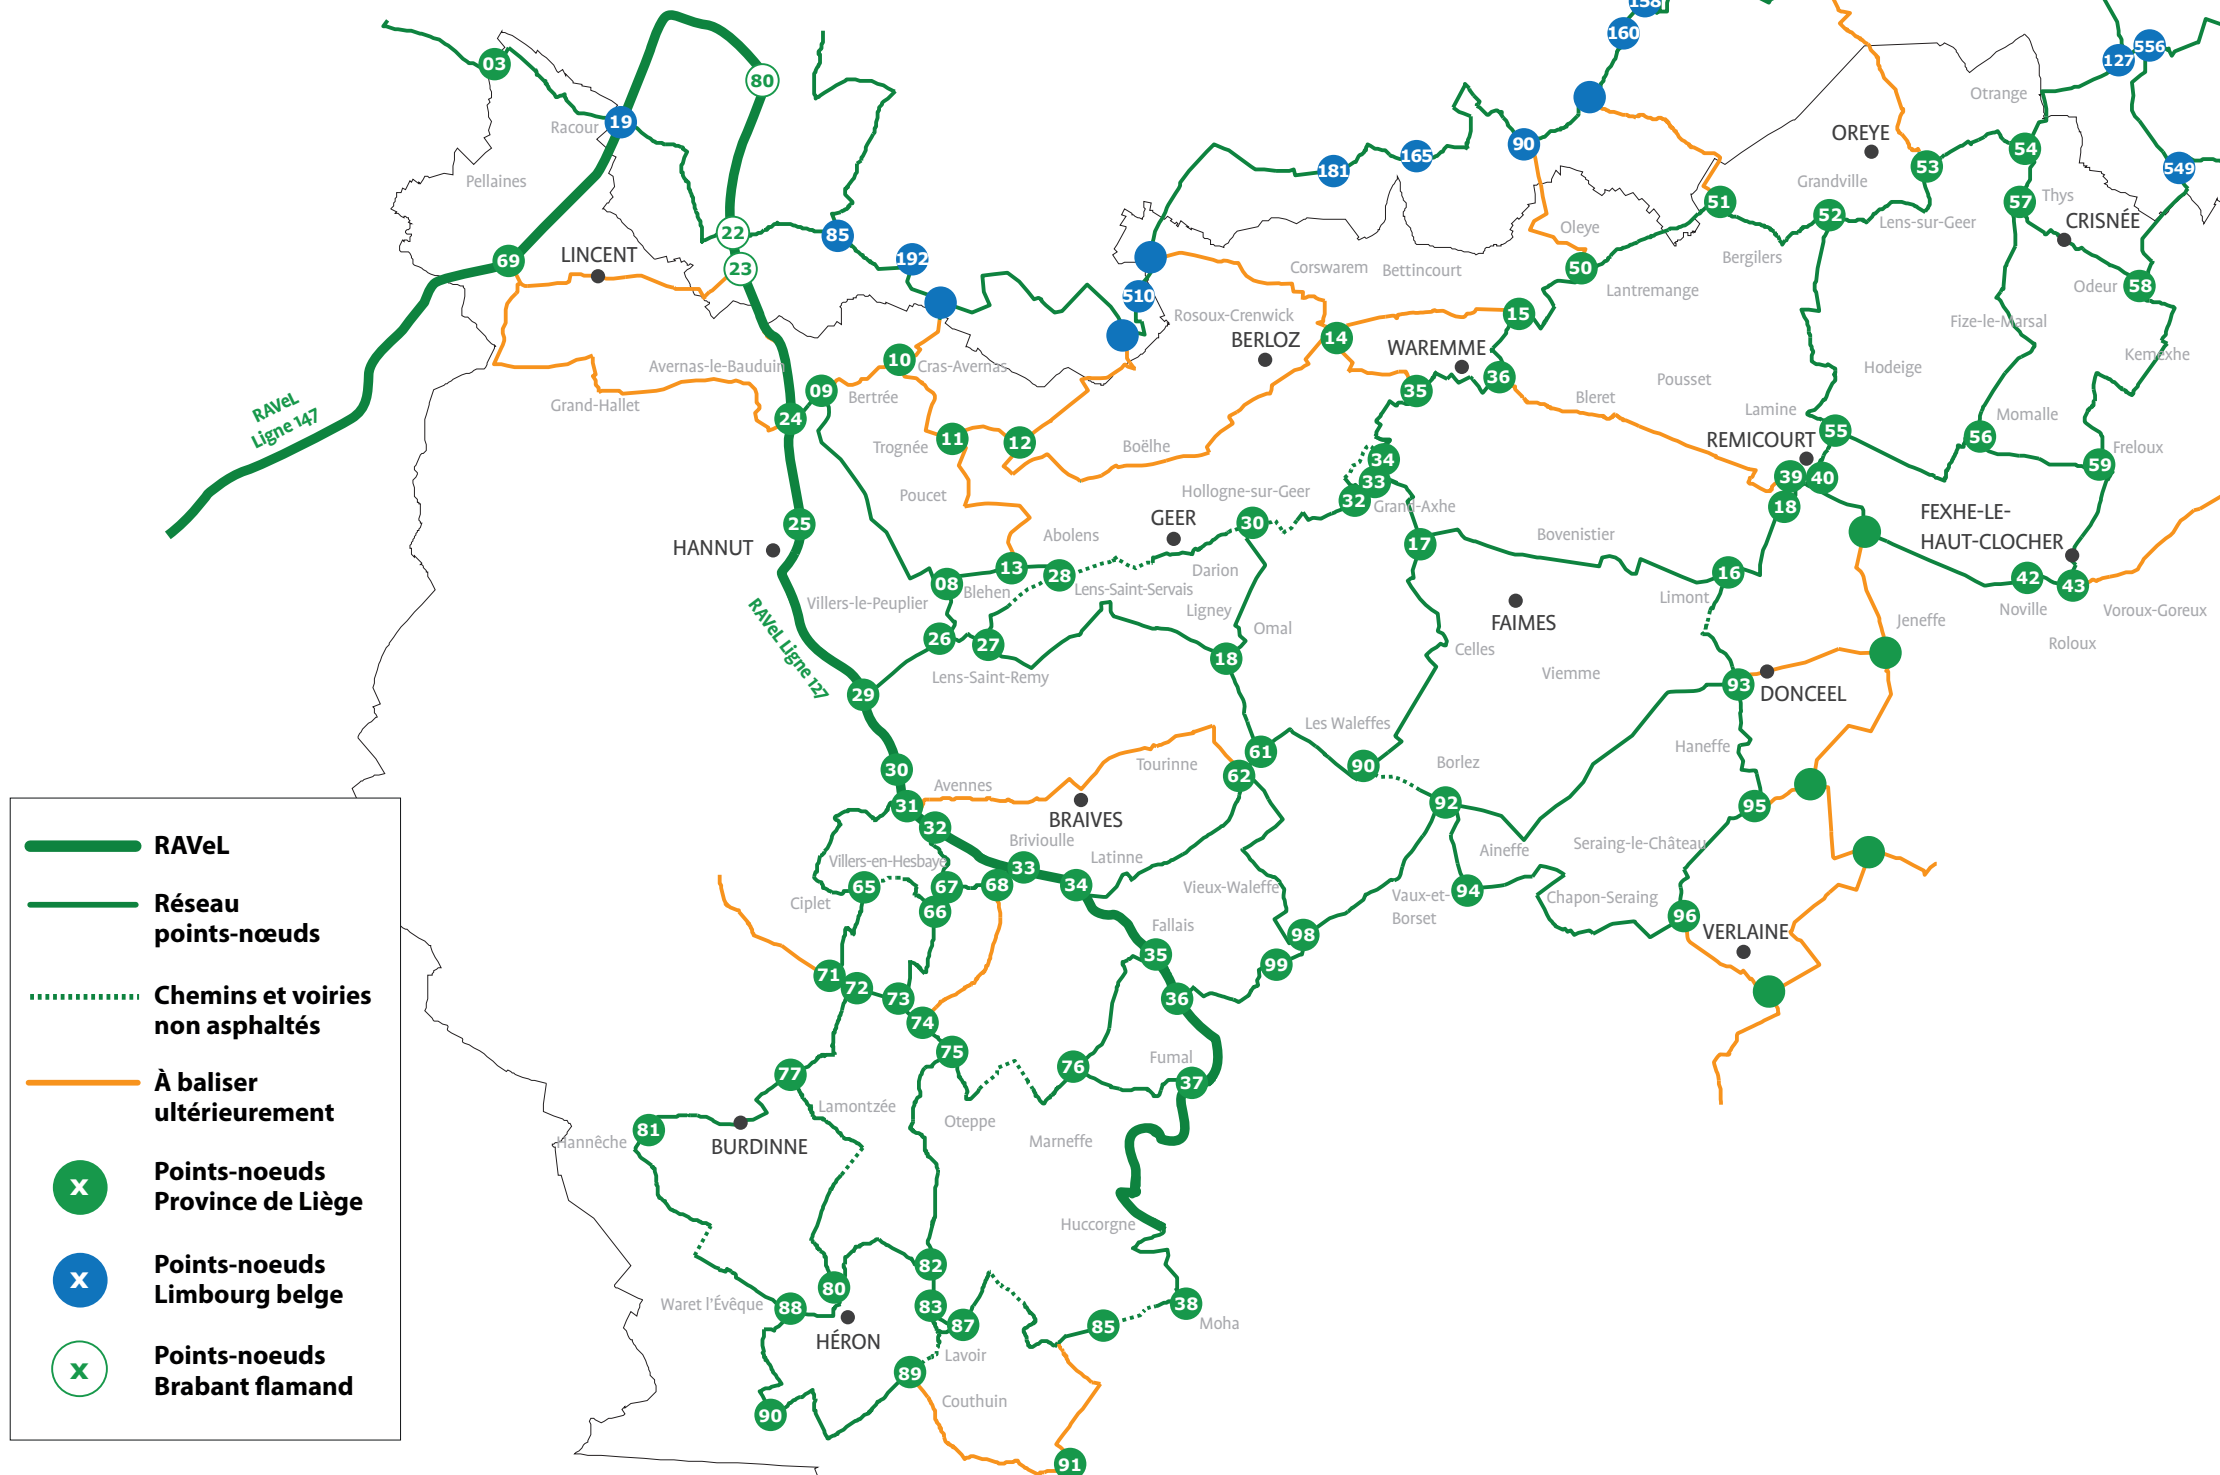 158
160
127
556
03
80
19
Racour
Otrange
OREYE
54
90
165
181
53
549
Pellaines
Grandville
51
52
57
Thys
Lens-sur-Geer
CRISNÉE
22
85
Oleye
192
23
69
LINCENT
Corswarem
Bettincourt
50
Bergilers
Odeur
58
Lantremange
510
Rosoux-Crenwick
15
Fize-le-Marsal
BERLOZ
14
WAREMME
Kemexhe
10
Avernas-le-Bauduin
Cras-Avernas
Hodeige
09
Bertrée
35
36
Pousset
Bleret
RAVeL
Ligne 147
Grand-Hallet
24
Lamine
Momalle
55
56
11
12
Trognée
Boëlhe
REMICOURT
Freloux
34
59
39
40
33
Poucet
Hollogne-sur-Geer
32
Grand-Axhe
18
FEXHE-LE-
HAUT-CLOCHER
25
GEER
30
HANNUT
Abolens
17
Bovenistier
13
28
Darion
16
08
Blehen
Lens-Saint-Servais
42
43
Villers-le-Peuplier
Ligney
Limont
Noville
Voroux-Goreux
FAIMES
Jeneffe
RAVeL Ligne 127
26
27
Omal
Roloux
Celles
18
Lens-Saint-Remy
Viemme
29
93
DONCEEL
Les Waleffes
61
Haneffe
Tourinne
90
Borlez
30
62
Avennes
31
BRAIVES
92
95
32
Brivioulle
Seraing-le-Château
Aineffe
Latinne
Villers-en-Hesbaye
33
65
67
68
34
Vieux-Waleffe
94
Vaux-et-
Borset
Chapon-Seraing
Ciplet
66
96
Fallais
VERLAINE
98
35
99
71
72
73
36
74
75
Fumal
76
77
37
Lamontzée
Oteppe
81
Hannêche
BURDINNE
Marneffe
Huccorgne
82
80
88
83
87
85
38
Waret l'Évêque
Moha
HÉRON
Lavoir
89
Couthuin
90
91
RAVeL
Réseau
points-nœuds
Chemins et voiries
non asphaltés
À baliser
ultérieurement
x
Points-noeuds
Province de Liège
x
Points-noeuds
Limbourg belge
x
Points-noeuds
Brabant flamand